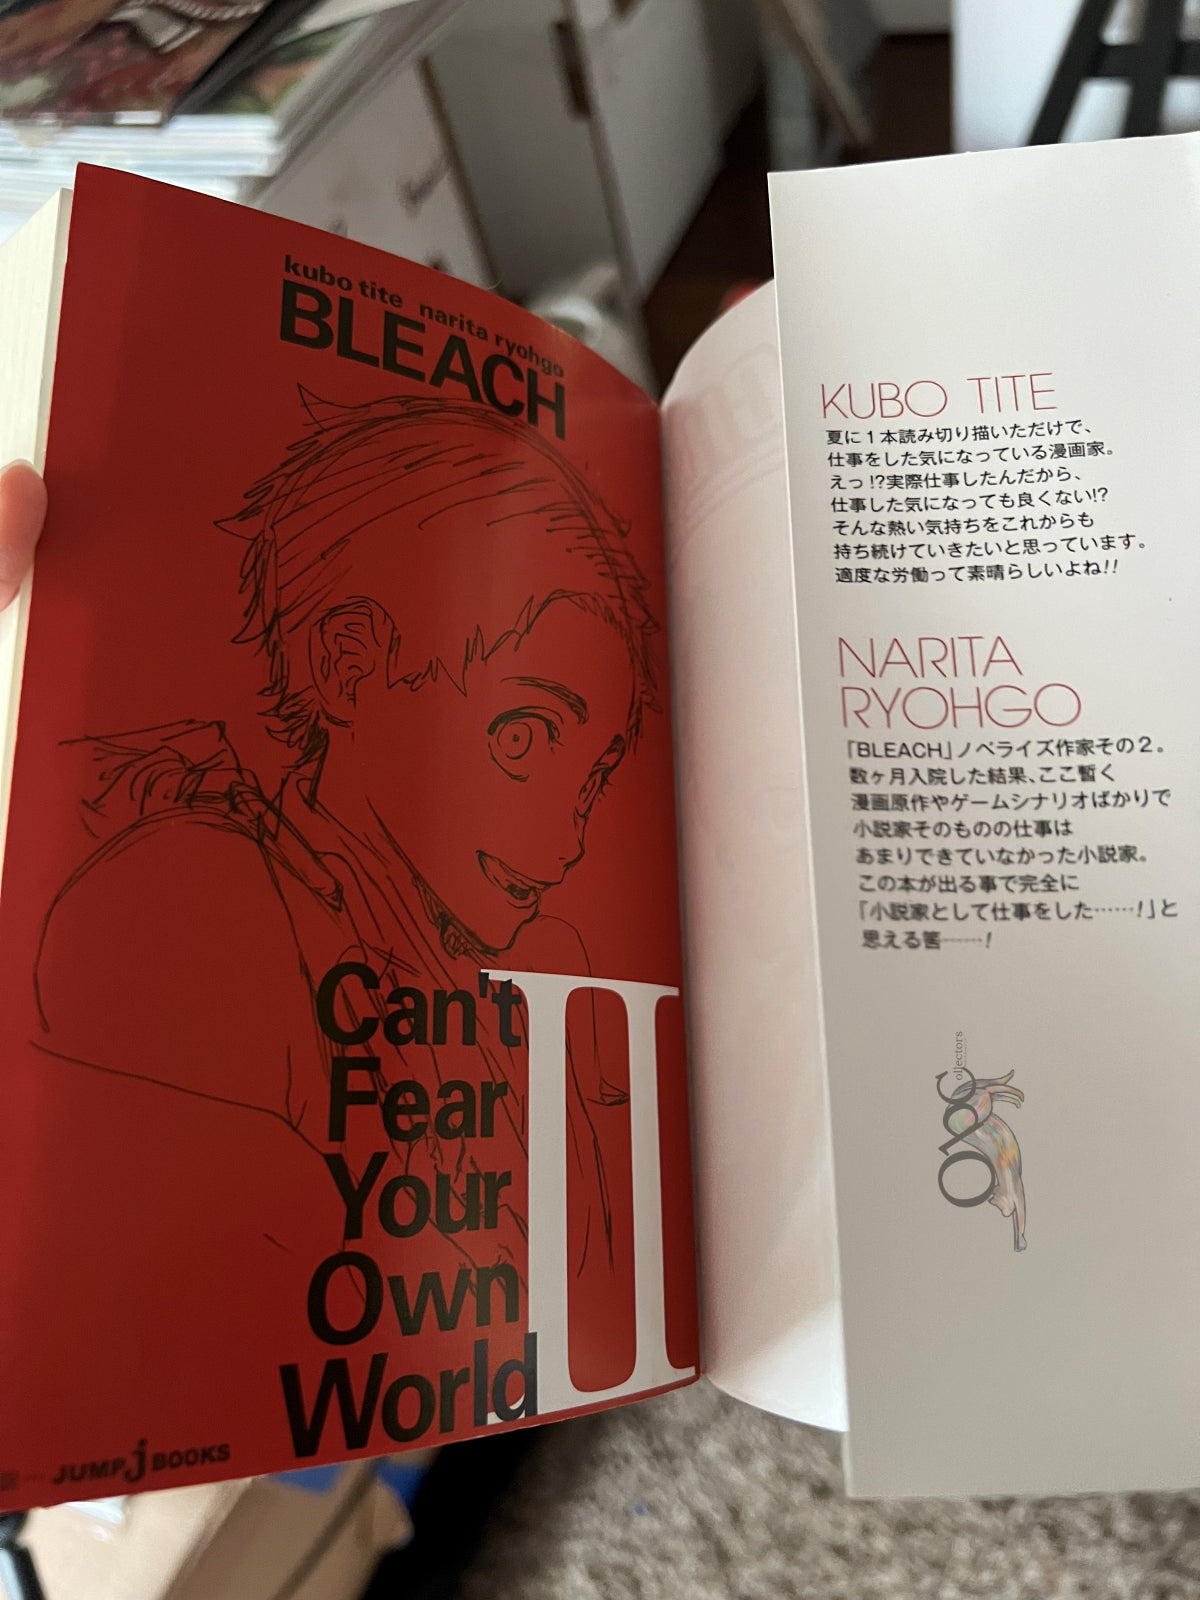 kubo tite narita ryohgo
BLEACH
Can't
Fear
Your
Own
World
II
JUMP j BOOKS
KUBO TITE
夏に1本読み切り描いただけで、
仕事をした気になっている漫画家。
えっ!?実際仕事したんだから、
仕事した気になっても良くない!?
そんな熱い気持ちをこれからも
持ち続けていきたいと思っています。
適度な労働って素晴らしいよね!!
NARITA
RYOHGO
「BLEACH」ノベライズ作家その2。
数ヶ月入院した結果、ここ暫く
漫画原作やゲームシナリオばかりで
小説家そのものの仕事は
あまりできていなかった小説家。
この本が出る事で完全に
「小説家として仕事をした……!」と
思える筈……!
ollectors